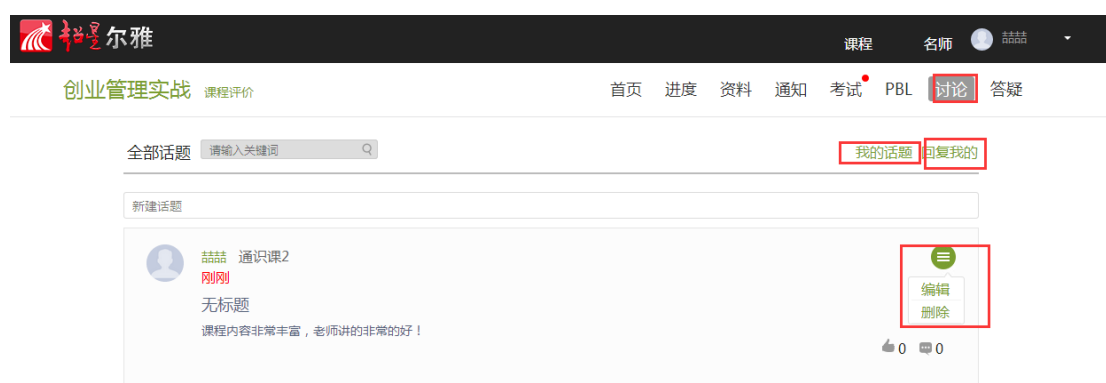 超星尔雅
课程 名师 喆喆
创业管理实战 课程评价 首页 进度 资料 通知 考试 PBL 讨论 答疑
全部话题 请输入关键词 我的话题 回复我的
新建话题
喆喆 通识课2
刚刚
无标题
课程内容非常丰富，老师讲的非常的好！
编辑
删除
0 0